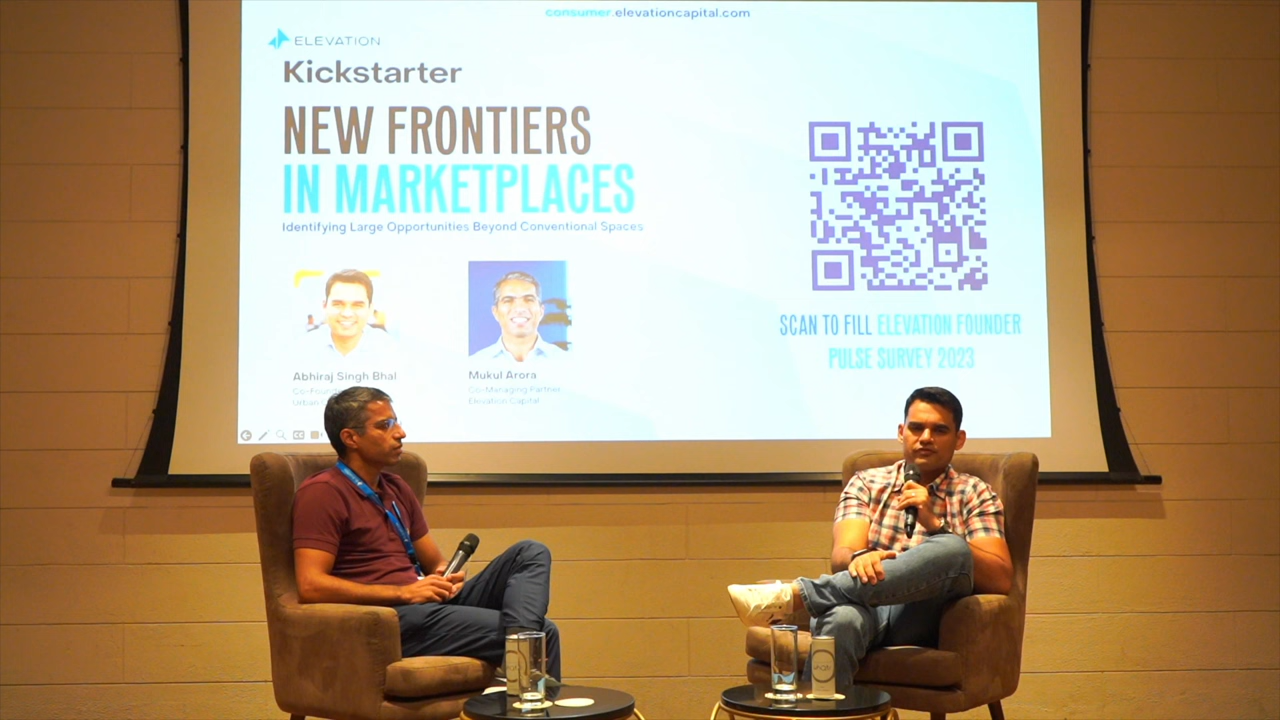 consumer.elevationcapital.com
ELEVATION
Kickstarter
NEW FRONTIERS
IN MARKETPLACES
Identifying Large Opportunities Beyond Conventional Spaces
Abhiraj Singh Bhal
Urban
Mukul Arora
Co-Managing Partner
Elevation Capital
SCAN TO FILL ELEVATION FOUNDER
PULSE SURVEY 2023